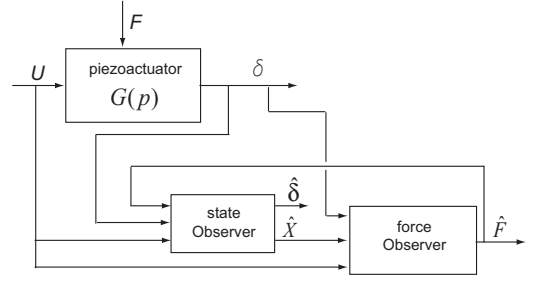 F
U
piezoactuator
G(p)
δ
δ̂
state
Observer
X̂
force
Observer
F̂